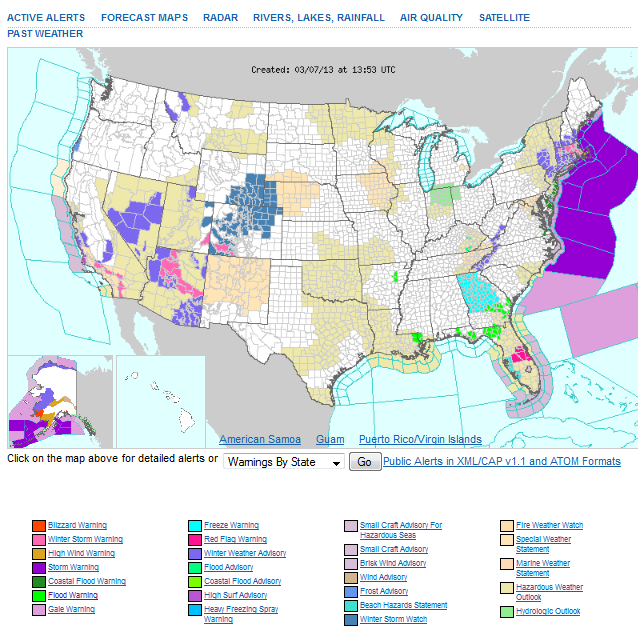 ACTIVE ALERTS FORECAST MAPS RADAR RIVERS, LAKES, RAINFALL AIR QUALITY SATELLITE
PAST WEATHER
Created: 03/07/13 at 13:53 UTC
American Samoa Guam Puerto Rico/Virgin Islands
Click on the map above for detailed alerts or Warnings By State Go Public Alerts in XML/CAP v1.1 and ATOM Formats
Blizzard Warning
Winter Storm Warning
High Wind Warning
Storm Warning
Coastal Flood Warning
Flood Warning
Gale Warning
Freeze Warning
Red Flag Warning
Winter Weather Advisory
Flood Advisory
Coastal Flood Advisory
High Surf Advisory
Heavy Freezing Spray
Warning
Small Craft Advisory For
Hazardous Seas
Small Craft Advisory
Brisk Wind Advisory
Wind Advisory
Frost Advisory
Beach Hazards Statement
Winter Storm Watch
Fire Weather Watch
Special Weather
Statement
Marine Weather
Statement
Hazardous Weather
Outlook
Hydrologic Outlook